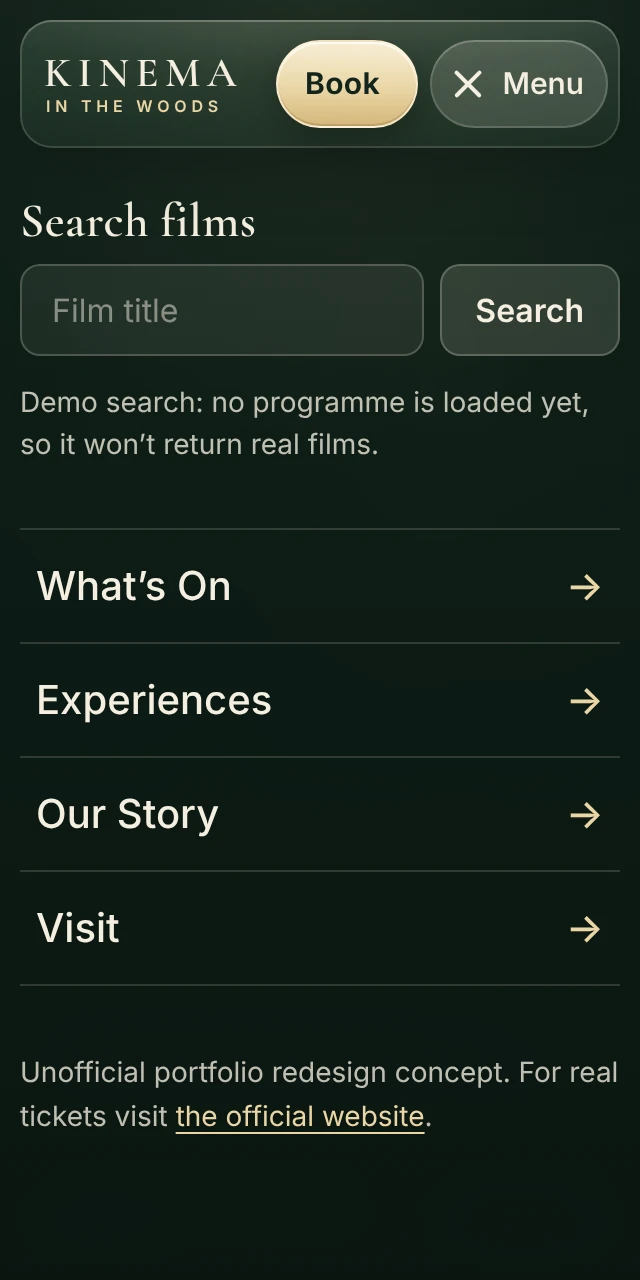 KINEMA
IN THE WOODS
Book
Menu
Search films
Film title
Search
Demo search: no programme is loaded yet,
so it won’t return real films.
What’s On
Experiences
Our Story
Visit
Unofficial portfolio redesign concept. For real
tickets visit the official website.